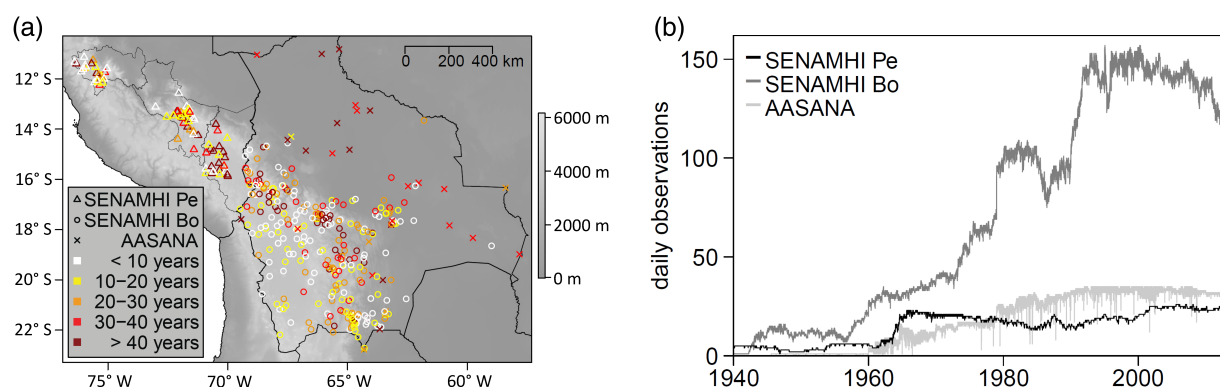 (a)
0 200 400 km
12° S
14° S
16° S
18° S
20° S
22° S
75° W 70° W 65° W 60° W
6000 m
4000 m
2000 m
0 m
SENAMHI Pe
SENAMHI Bo
AASANA
< 10 years
10−20 years
20−30 years
30−40 years
> 40 years
(b)
daily observations
150
100
50
0
1940 1960 1980 2000
SENAMHI Pe
SENAMHI Bo
AASANA